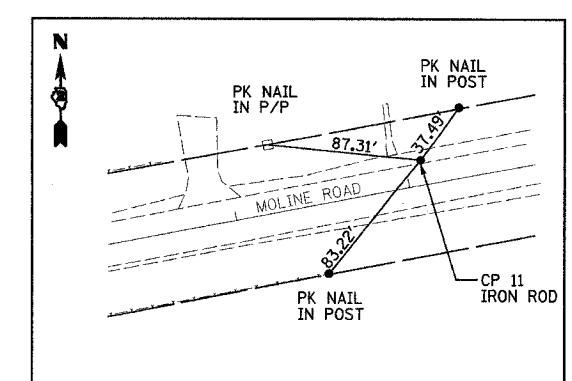 N
PK NAIL
IN POST
PK NAIL
IN P/P
37.49'
87.31'
MOLINE ROAD
83.22'
CP 11
IRON ROD
PK NAIL
IN POST